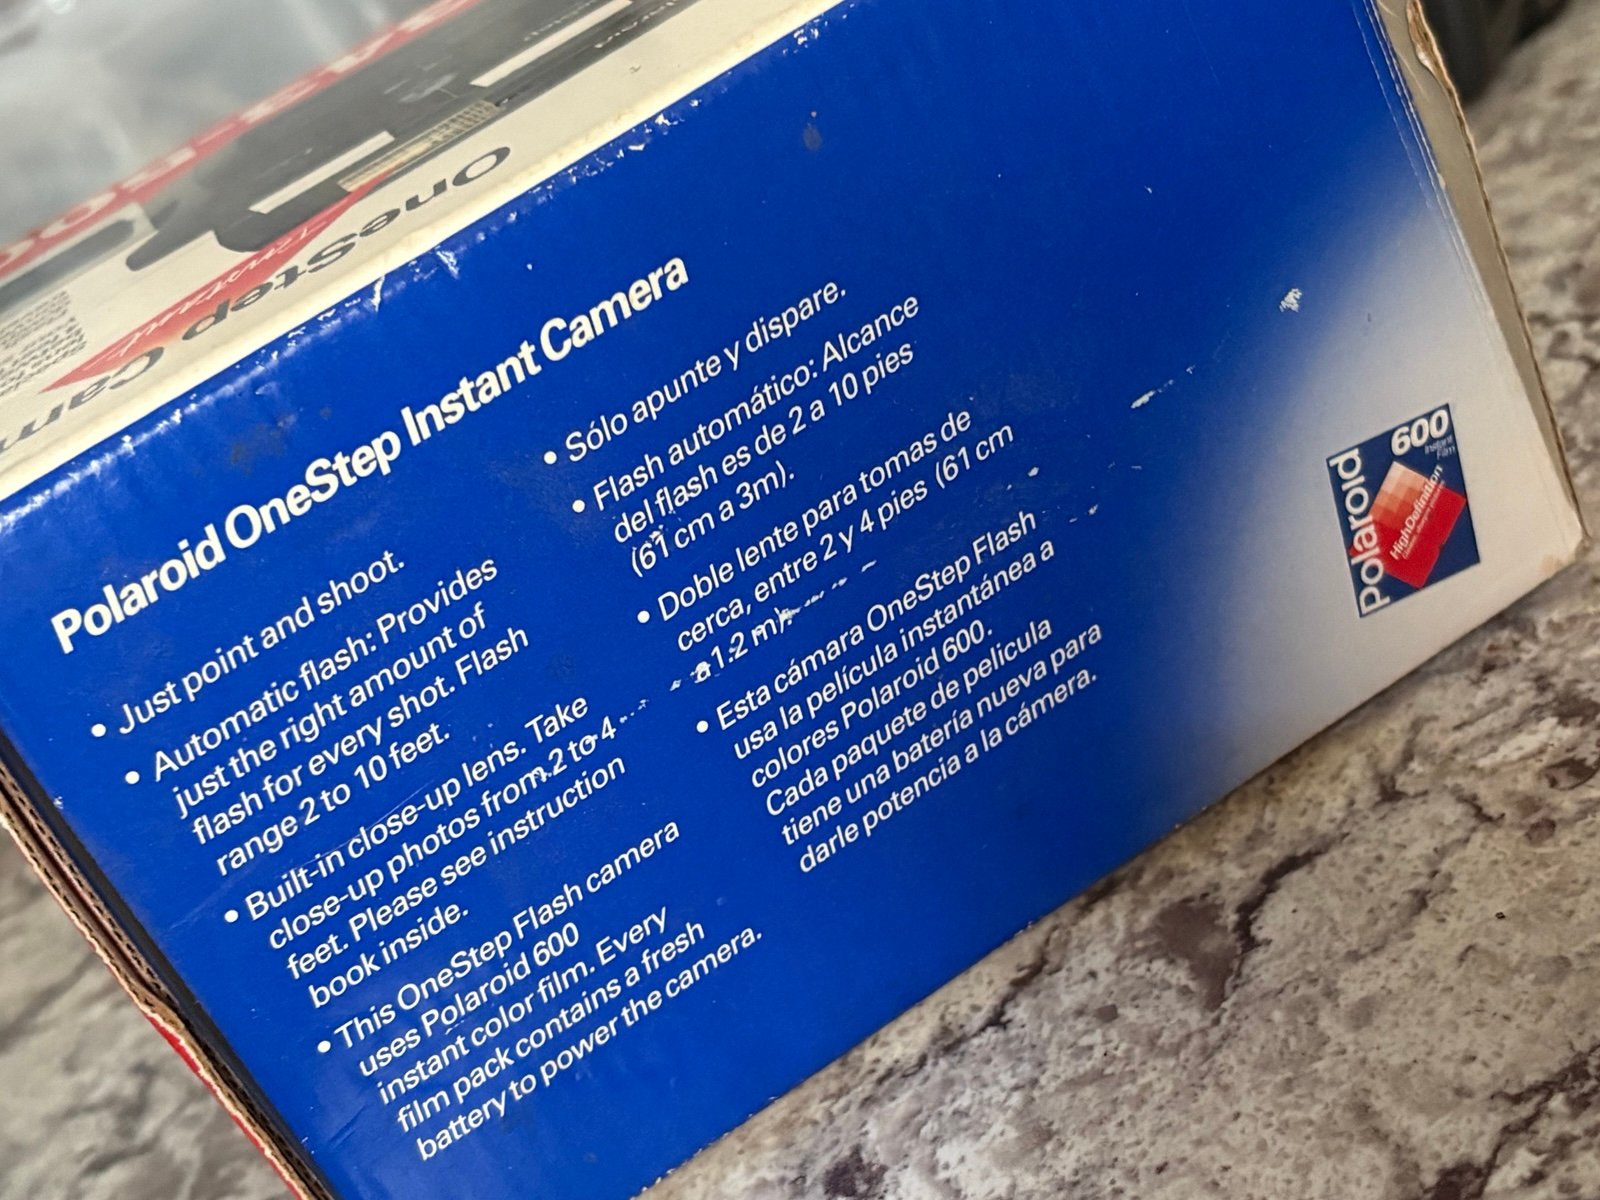 OneStep
Polaroid OneStep Instant Camera
• Just point and shoot.
• Automatic flash: Provides
just the right amount of
flash for every shot. Flash
range 2 to 10 feet.
• Built-in close-up lens. Take
close-up photos from 2 to 4
feet. Please see instruction
book inside.
• This OneStep Flash camera
uses Polaroid 600
instant color film. Every
film pack contains a fresh
battery to power the camera.
• Sólo apunte y dispare.
• Flash automático: Alcance
del flash es de 2 a 10 pies
(61 cm a 3m).
• Doble lente para tomas de
cerca, entre 2 y 4 pies (61 cm
a 1.2 m).
• Esta cámara OneStep Flash
usa la película instantánea a
colores Polaroid 600.
Cada paquete de pelicula
tiene una batería nueva para
darle potencia a la cámera.
Polaroid
600
Instant
Film
HighDefinition